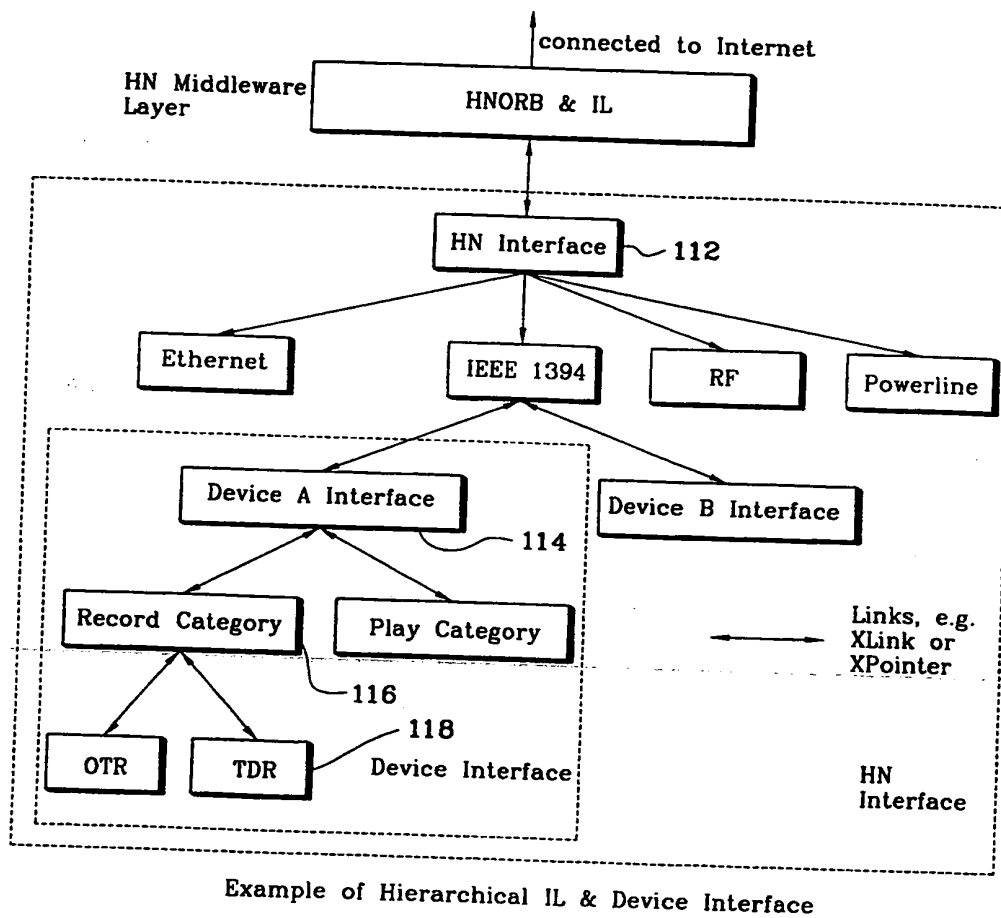 connected to Internet
HN Middleware
Layer
HNORB & IL
HN Interface
112
Ethernet
IEEE 1394
RF
Powerline
Device A Interface
114
Device B Interface
Record Category
116
Play Category
Links, e.g.
XLink or
XPointer
OTR
TDR
118
Device Interface
HN
Interface
Example of Hierarchical IL & Device Interface